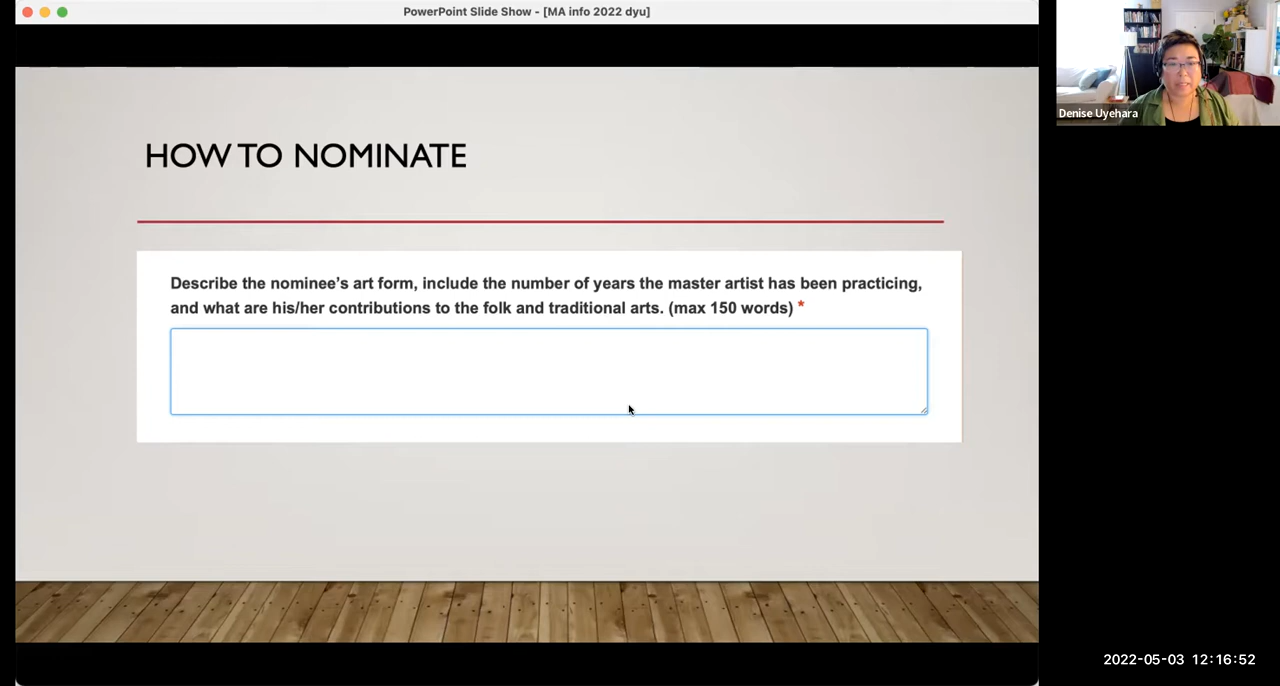 PowerPoint Slide Show - [MA info 2022 dyu]
HOW TO NOMINATE
Describe the nominee's art form, include the number of years the master artist has been practicing,
and what are his/her contributions to the folk and traditional arts. (max 150 words) *
Denise Uyehara
2022-05-03 12:16:52